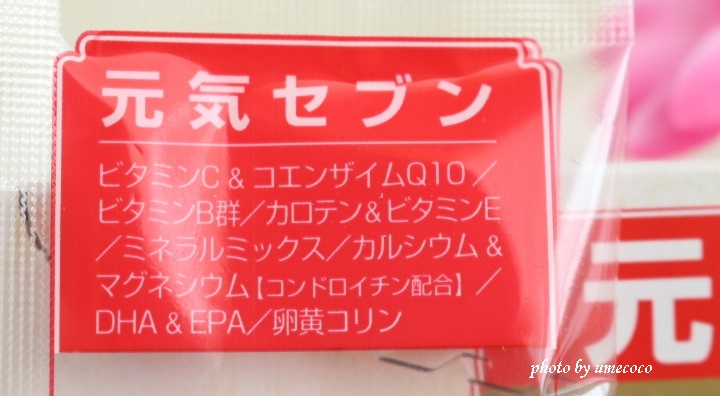 元気セブン
ビタミンC & コエンザイムQ10／
ビタミンB群／カロテン&ビタミンE
／ミネラルミックス／カルシウム &
マグネシウム【コンドロイチン配合】／
DHA & EPA／卵黄コリン
元
photo by umecoco